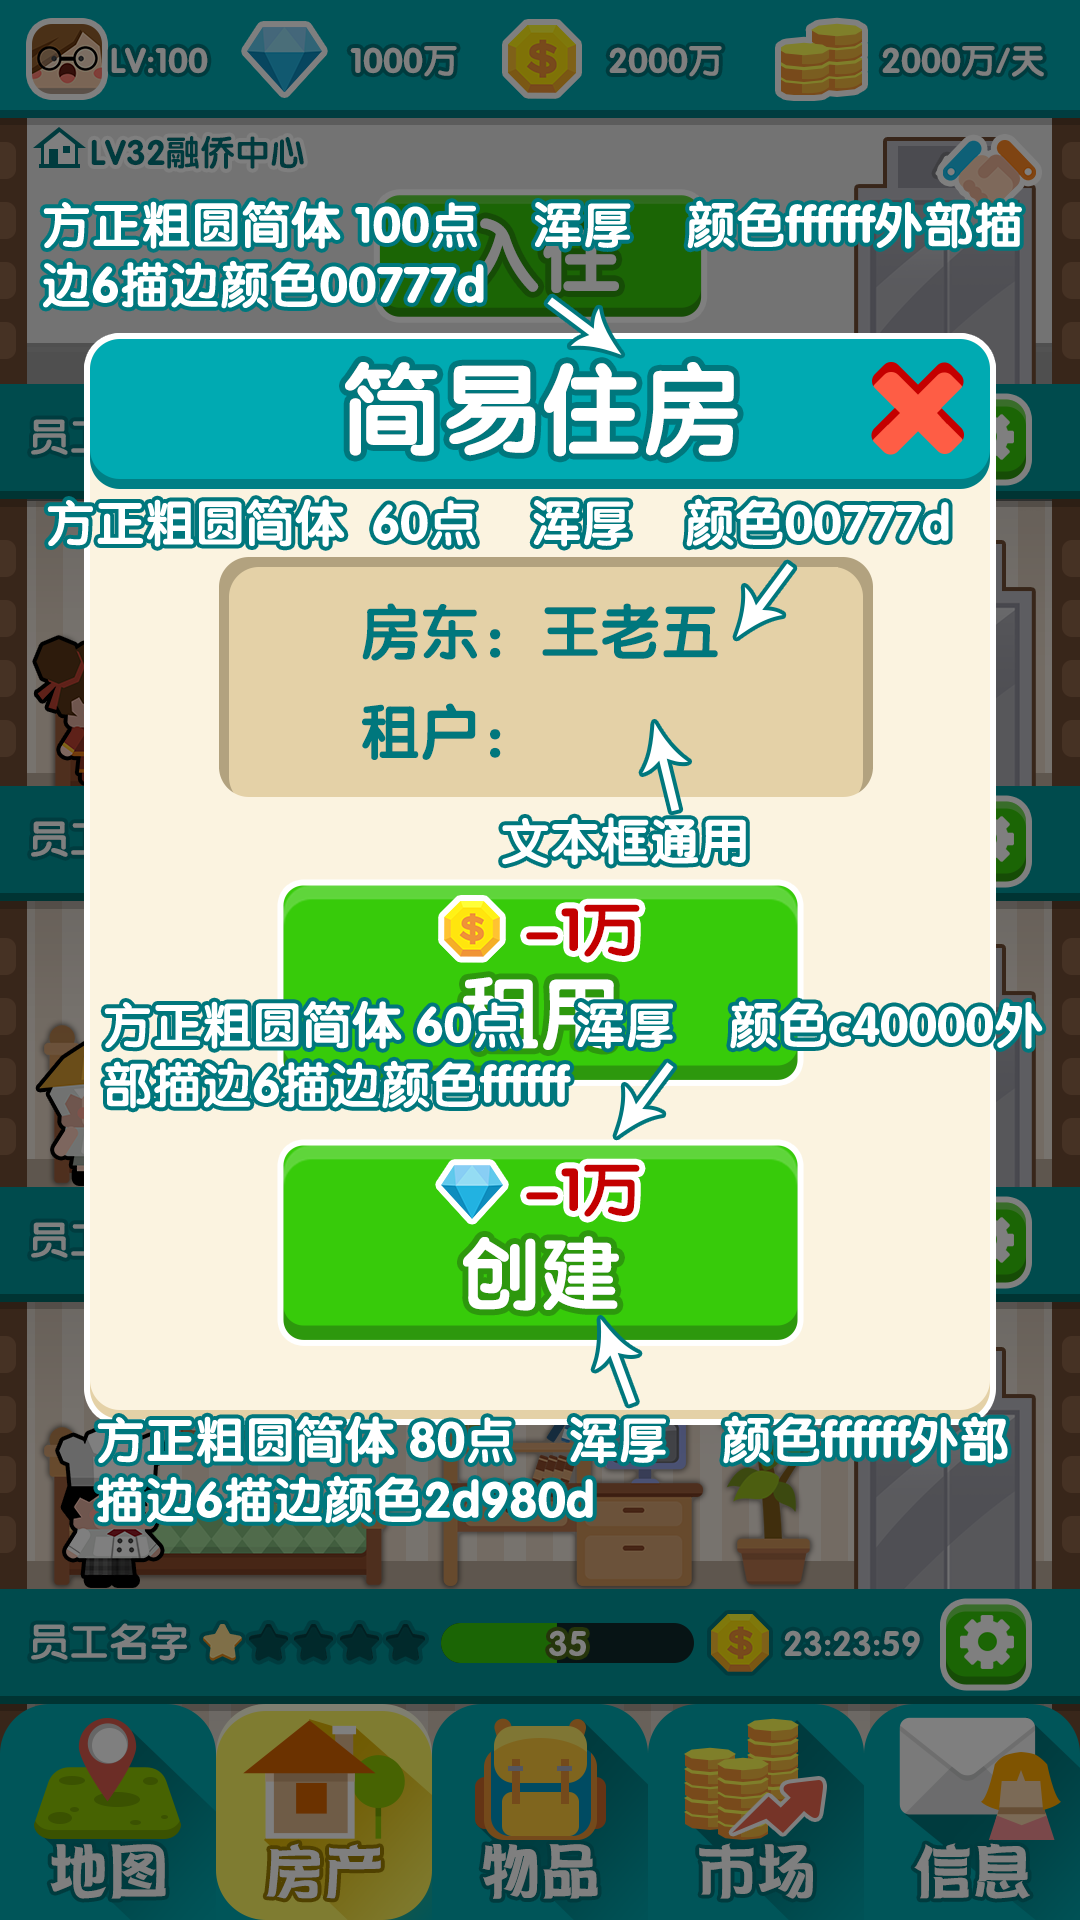 LV:100 1000万 2000万 2000万/天
LV32融侨中心
入住
方正粗圆简体 100点 浑厚 颜色ffffff外部描
边6描边颜色00777d
简易住房
员工
方正粗圆简体 60点 浑厚 颜色00777d
房东：王老五
租户：
文本框通用
员工
-1万
租用
方正粗圆简体 60点 浑厚 颜色c40000外
部描边6描边颜色ffffff
-1万
员工
创建
方正粗圆简体 80点 浑厚 颜色ffffff外部
描边6描边颜色2d980d
员工名字 35 23:23:59
地图 房产 物品 市场 信息